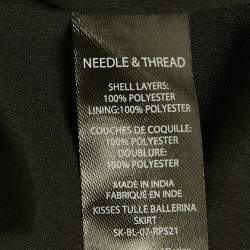 NEEDLE & THREAD
SHELL LAYERS:
100% POLYESTER
LINING:100% POLYESTER
COUCHES DE COQUILLE:
100% POLYESTER
DOUBLURE:
100% POLYESTER
MADE IN INDIA
FABRIQUÉ EN INDE
KISSES TULLE BALLERINA
SKIRT
SK-BL-07-RPS21